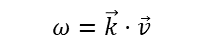 ω = k⃗ · v⃗